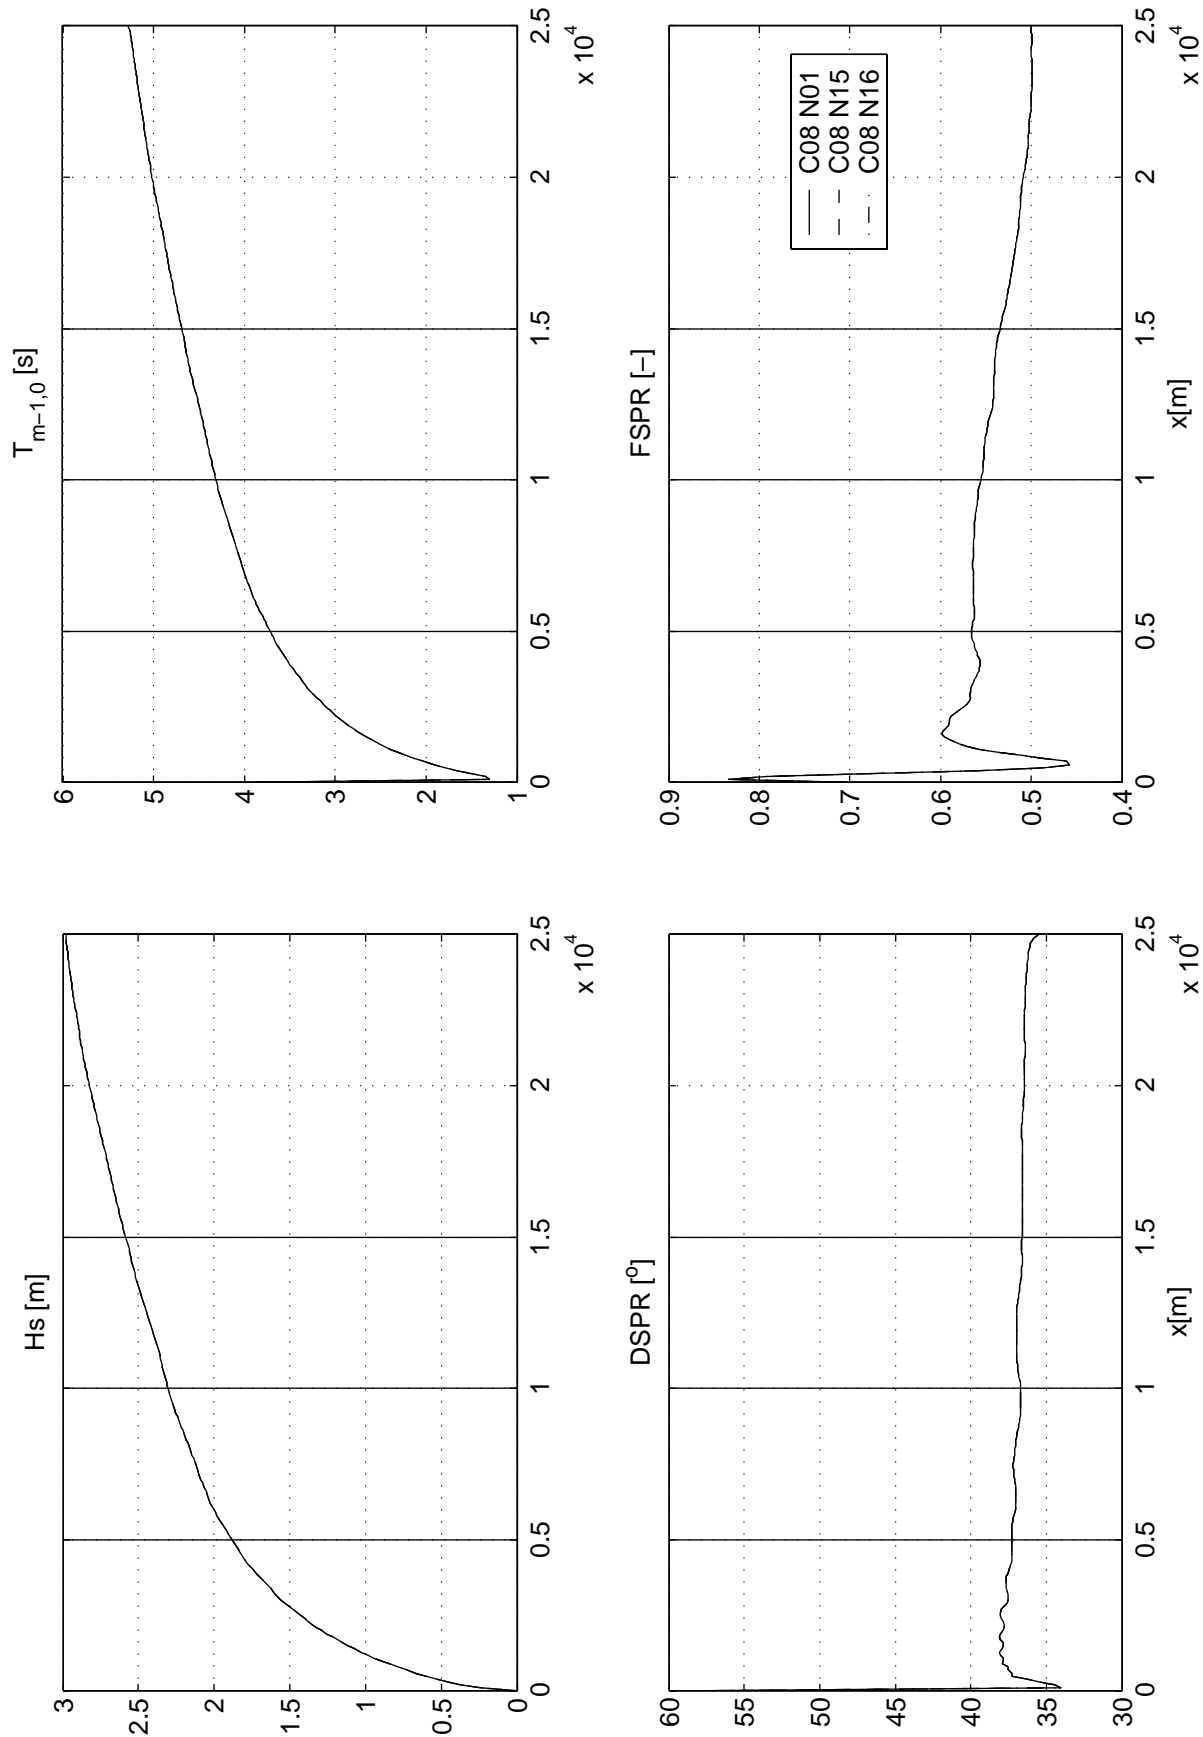 Hs [m]
3
2.5
2
1.5
1
0.5
0
0 0.5 1 1.5 2 2.5
x 10^4
T_{m−1,0} [s]
6
5
4
3
2
1
0 0.5 1 1.5 2 2.5
x 10^4
DSPR [º]
60
55
50
45
40
35
30
0 0.5 1 1.5 2 2.5
x 10^4
x[m]
FSPR [−]
0.9
0.8
0.7
0.6
0.5
0.4
0 0.5 1 1.5 2 2.5
x 10^4
x[m]
C08 N01
C08 N15
C08 N16